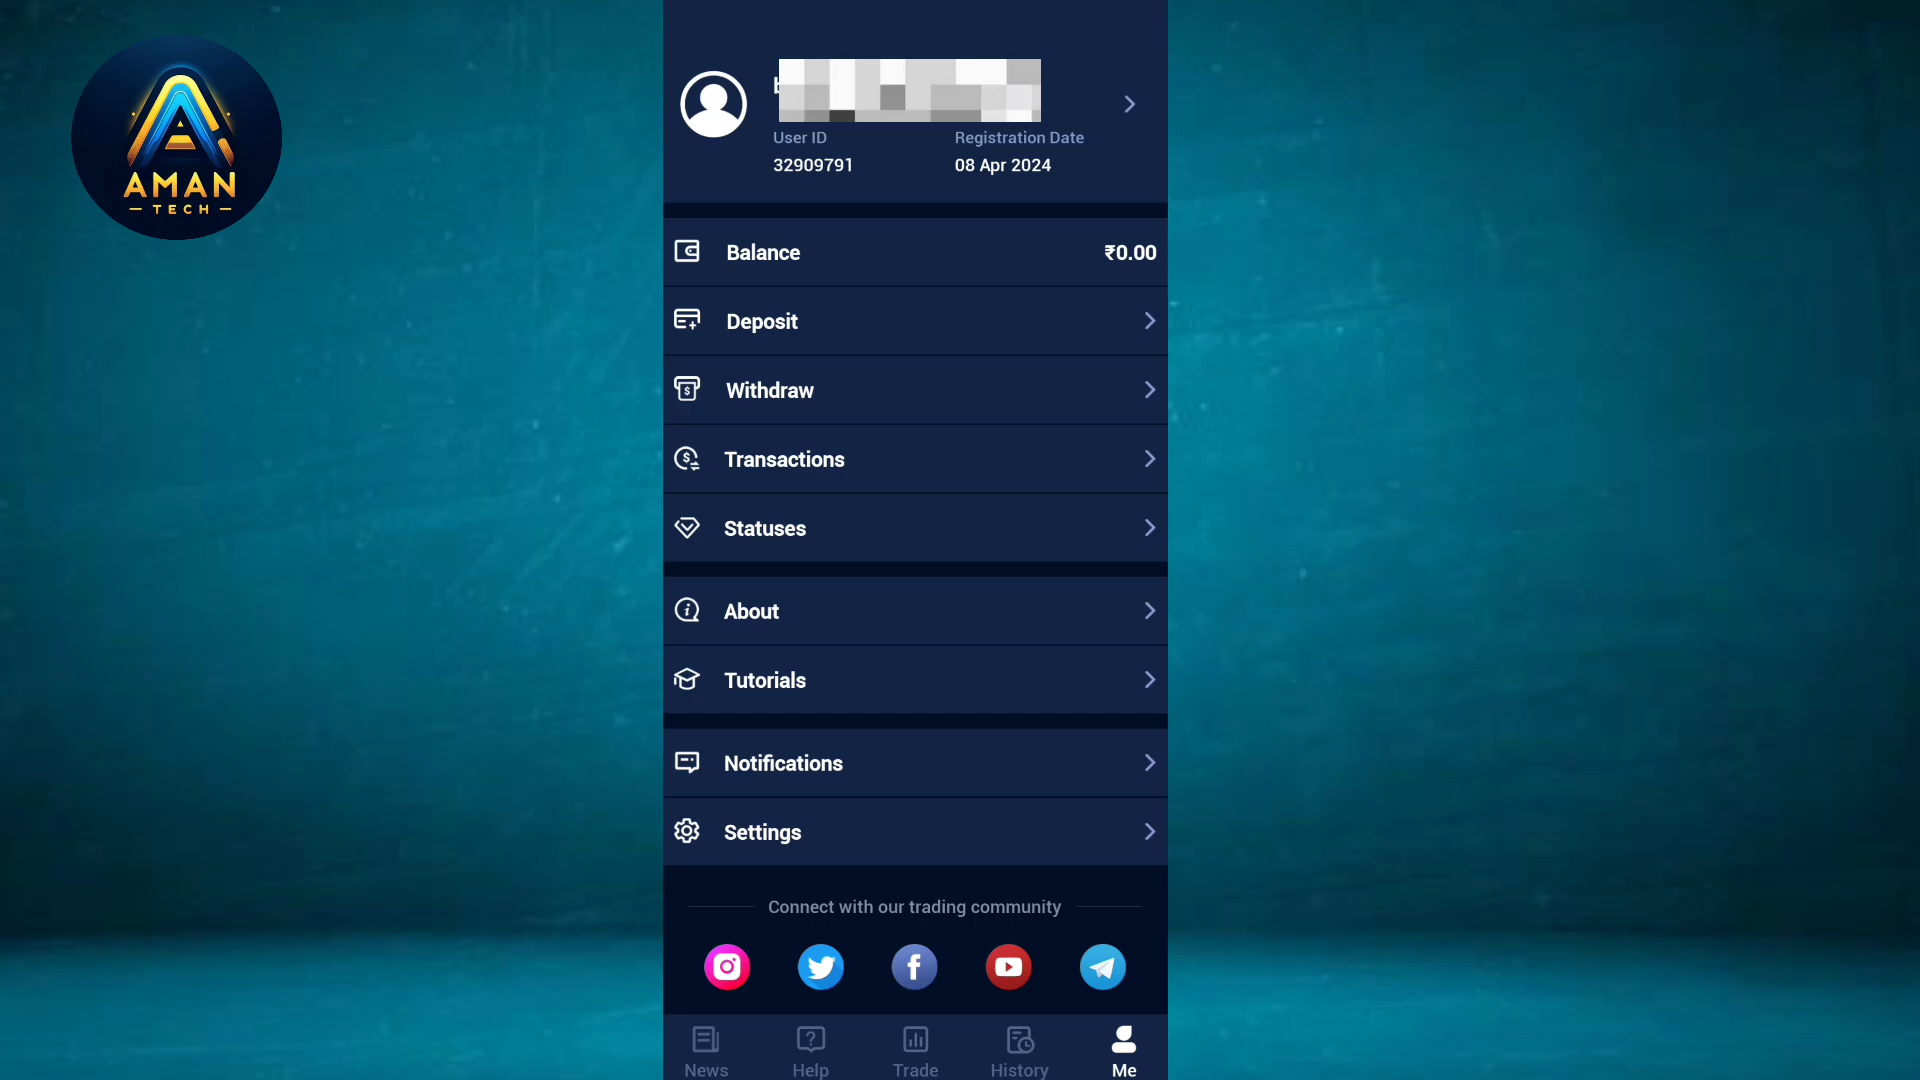 AMAN
TECH
User ID
Registration Date
32909791
08 Apr 2024
Balance
₹0.00
Deposit
Withdraw
Transactions
Statuses
About
Tutorials
Notifications
Settings
Connect with our trading community
News
Help
Trade
History
Me